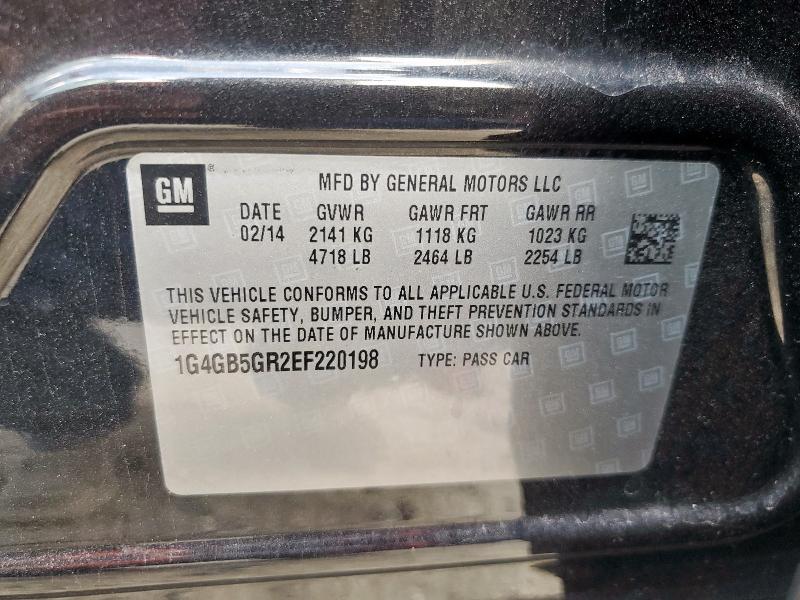 GM ® MFD BY GENERAL MOTORS LLC
DATE GVWR GAWR FRT GAWR RR
02/14 2141 KG 1118 KG 1023 KG
4718 LB 2464 LB 2254 LB
THIS VEHICLE CONFORMS TO ALL APPLICABLE U.S. FEDERAL MOTOR
VEHICLE SAFETY, BUMPER, AND THEFT PREVENTION STANDARDS IN
EFFECT ON THE DATE OF MANUFACTURE SHOWN ABOVE.
1G4GB5GR2EF220198 TYPE: PASS CAR